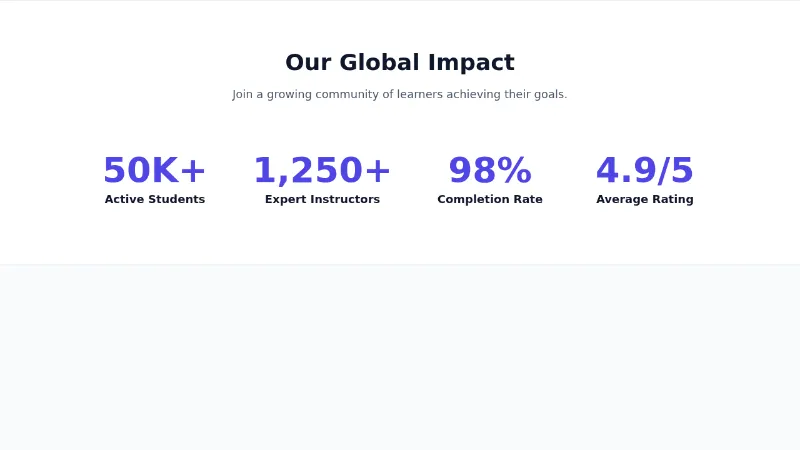 Our Global Impact
Join a growing community of learners achieving their goals.
50K+ 1,250+ 98% 4.9/5
Active Students Expert Instructors Completion Rate Average Rating